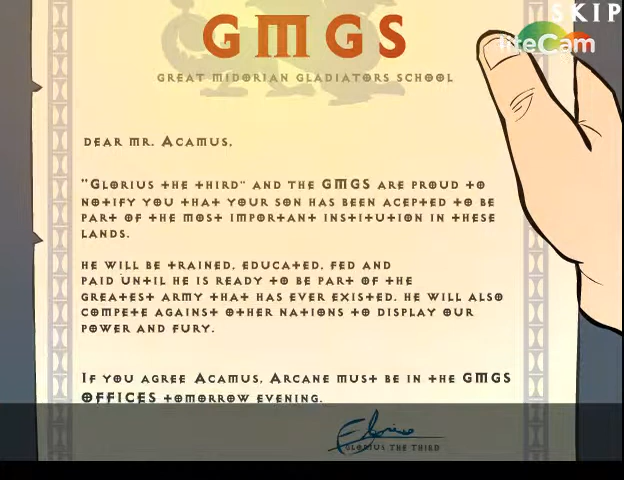 SKIP
liteCam
GMGS
GREAT MIDORIAN GLADIATORS SCHOOL
DEAR MR. ACAMUS,
"GLORIUS THE THIRD" AND THE GMGS ARE PROUD TO
NOTIFY YOU THAT YOUR SON HAS BEEN ACEPTED TO BE
PART OF THE MOST IMPORTANT INSTITUTION IN THESE
LANDS.
HE WILL BE TRAINED, EDUCATED, FED AND
PAID UNTIL HE IS READY TO BE PART OF THE
GREATEST ARMY THAT HAS EVER EXISTED. HE WILL ALSO
COMPETE AGAINST OTHER NATIONS TO DISPLAY OUR
POWER AND FURY.
IF YOU AGREE ACAMUS, ARCANE MUST BE IN THE GMGS
OFFICES TOMORROW EVENING.
GLORIUS THE THIRD